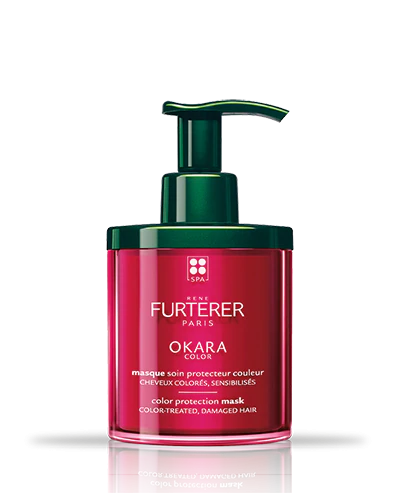 SPA
RENE
FURTERER
PARIS
OKARA
COLOR
masque soin protecteur couleur
CHEVEUX COLORÉS, SENSIBILISÉS
color protection mask
COLOR-TREATED, DAMAGED HAIR